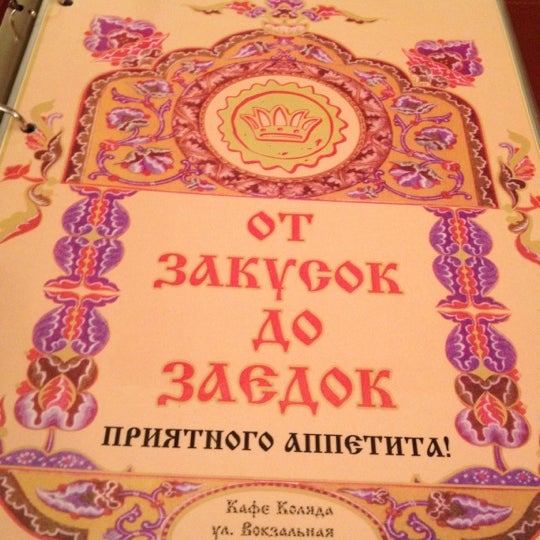 ОТ
ЗАКУСОК
ДО
ЗАЕДОК
ПРИЯТНОГО АППЕТИТА!
Кафе Коляда
ул. Вокзальная